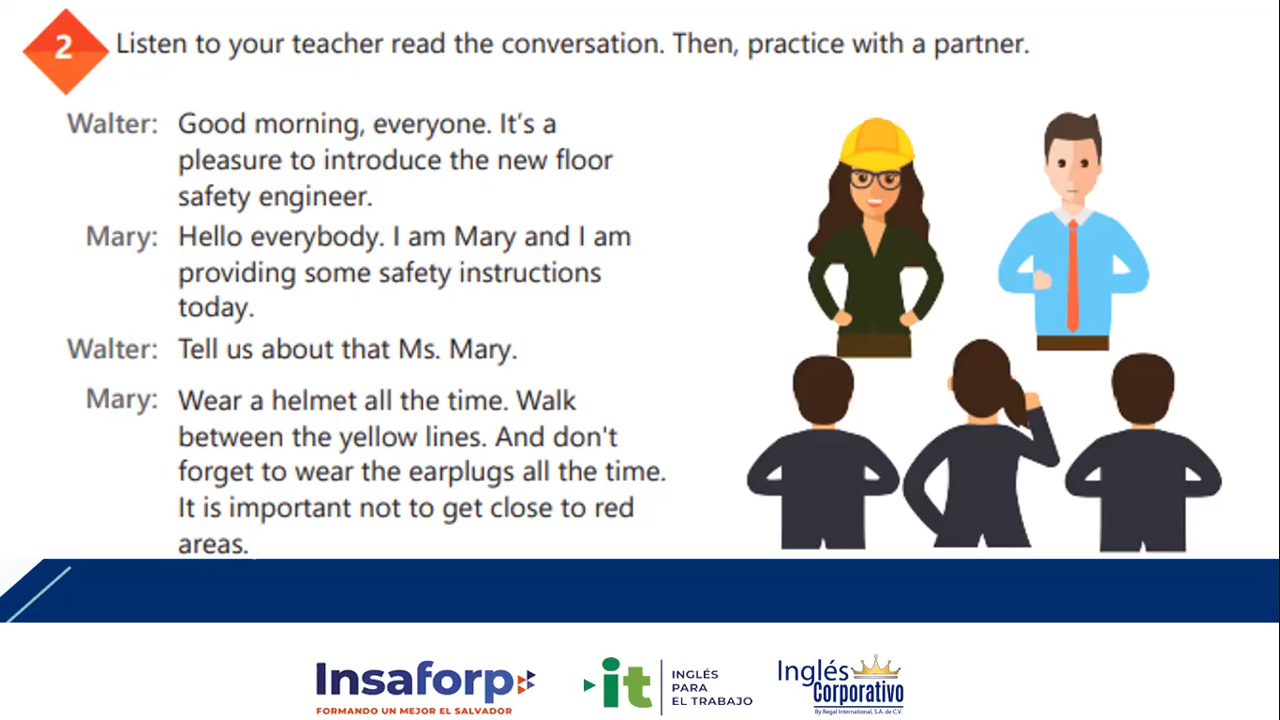 2 Listen to your teacher read the conversation. Then, practice with a partner.
Walter: Good morning, everyone. It's a
pleasure to introduce the new floor
safety engineer.
Mary: Hello everybody. I am Mary and I am
providing some safety instructions
today.
Walter: Tell us about that Ms. Mary.
Mary: Wear a helmet all the time. Walk
between the yellow lines. And don't
forget to wear the earplugs all the time.
It is important not to get close to red
areas.
Insaforp
FORMANDO UN MEJOR EL SALVADOR
it
INGLÉS
PARA
EL TRABAJO
Inglés
Corporativo
By Regal International, S.A. de C.V.